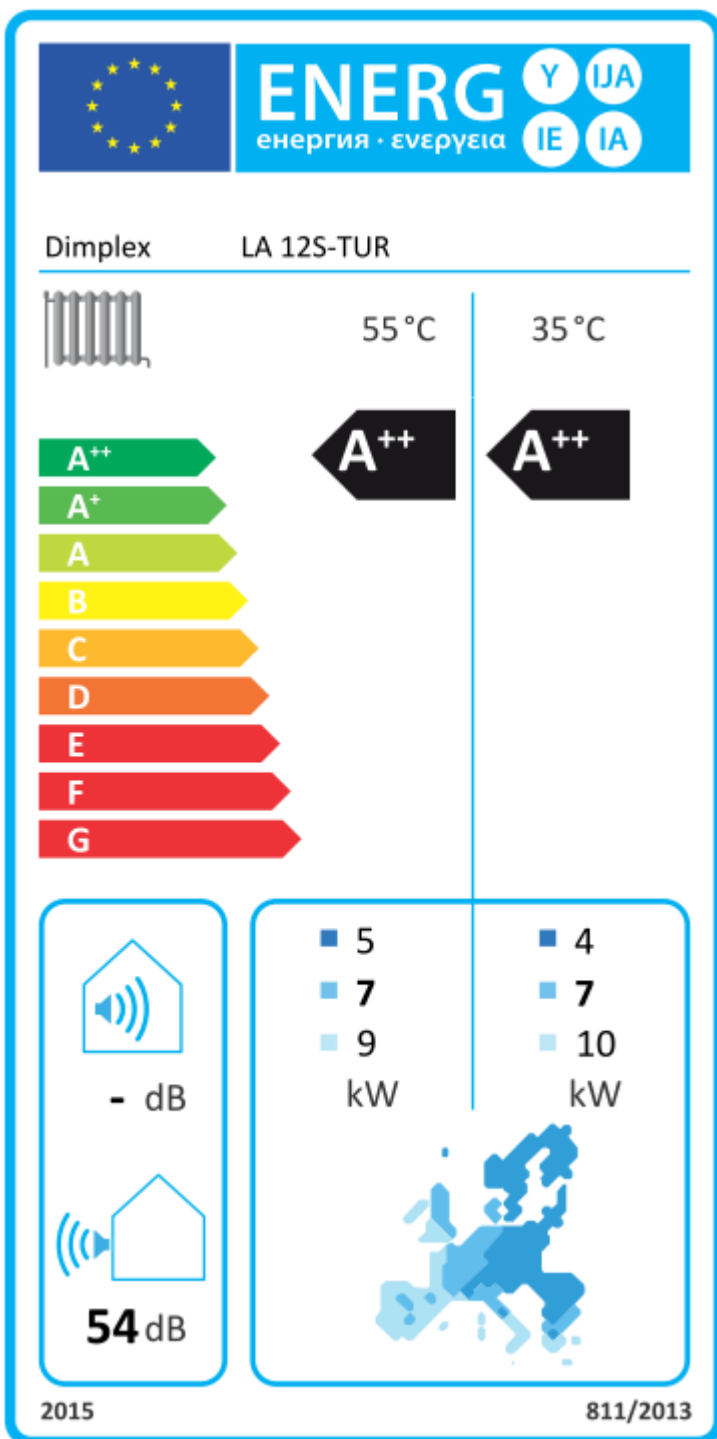 ENERG Y IJA
енергия · ενεργεια IE IA
Dimplex LA 12S-TUR
55 °C 35 °C
A++ A++ A++
A+
A
B
C
D
E
F
G
5 4
7 7
9 10
kW kW
- dB
54 dB
2015 811/2013